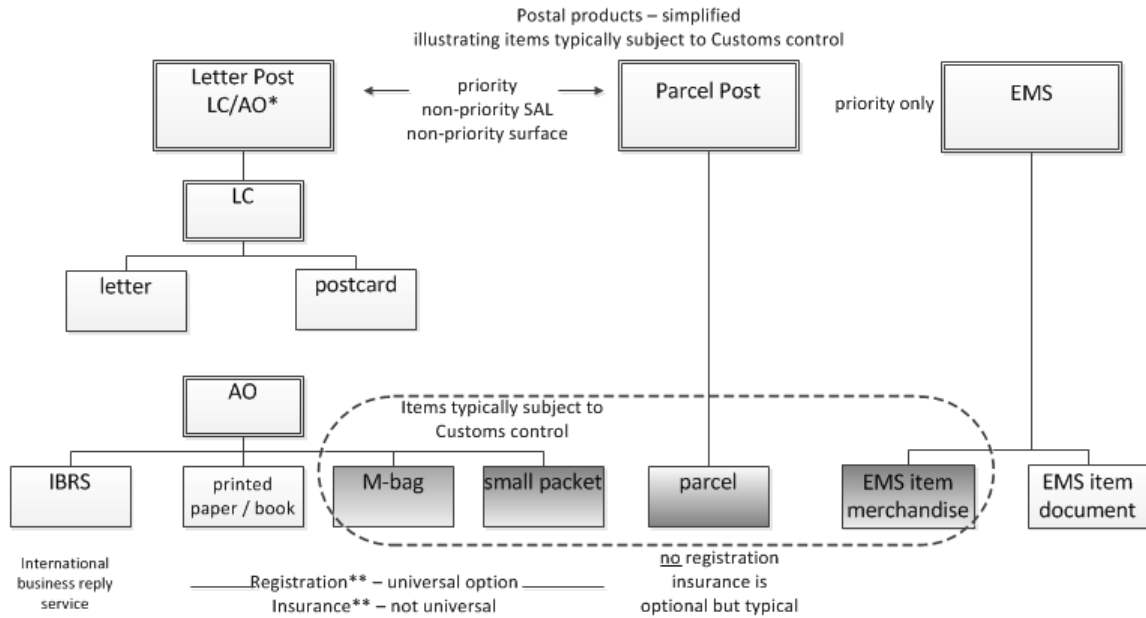 Postal products – simplified
illustrating items typically subject to Customs control
Letter Post
LC/AO*
priority
non-priority SAL
non-priority surface
Parcel Post
priority only
EMS
LC
letter
postcard
AO
Items typically subject to
Customs control
IBRS
printed
paper / book
M-bag
small packet
parcel
EMS item
merchandise
EMS item
document
International
business reply
service
Registration** – universal option
Insurance** – not universal
no registration
insurance is
optional but typical